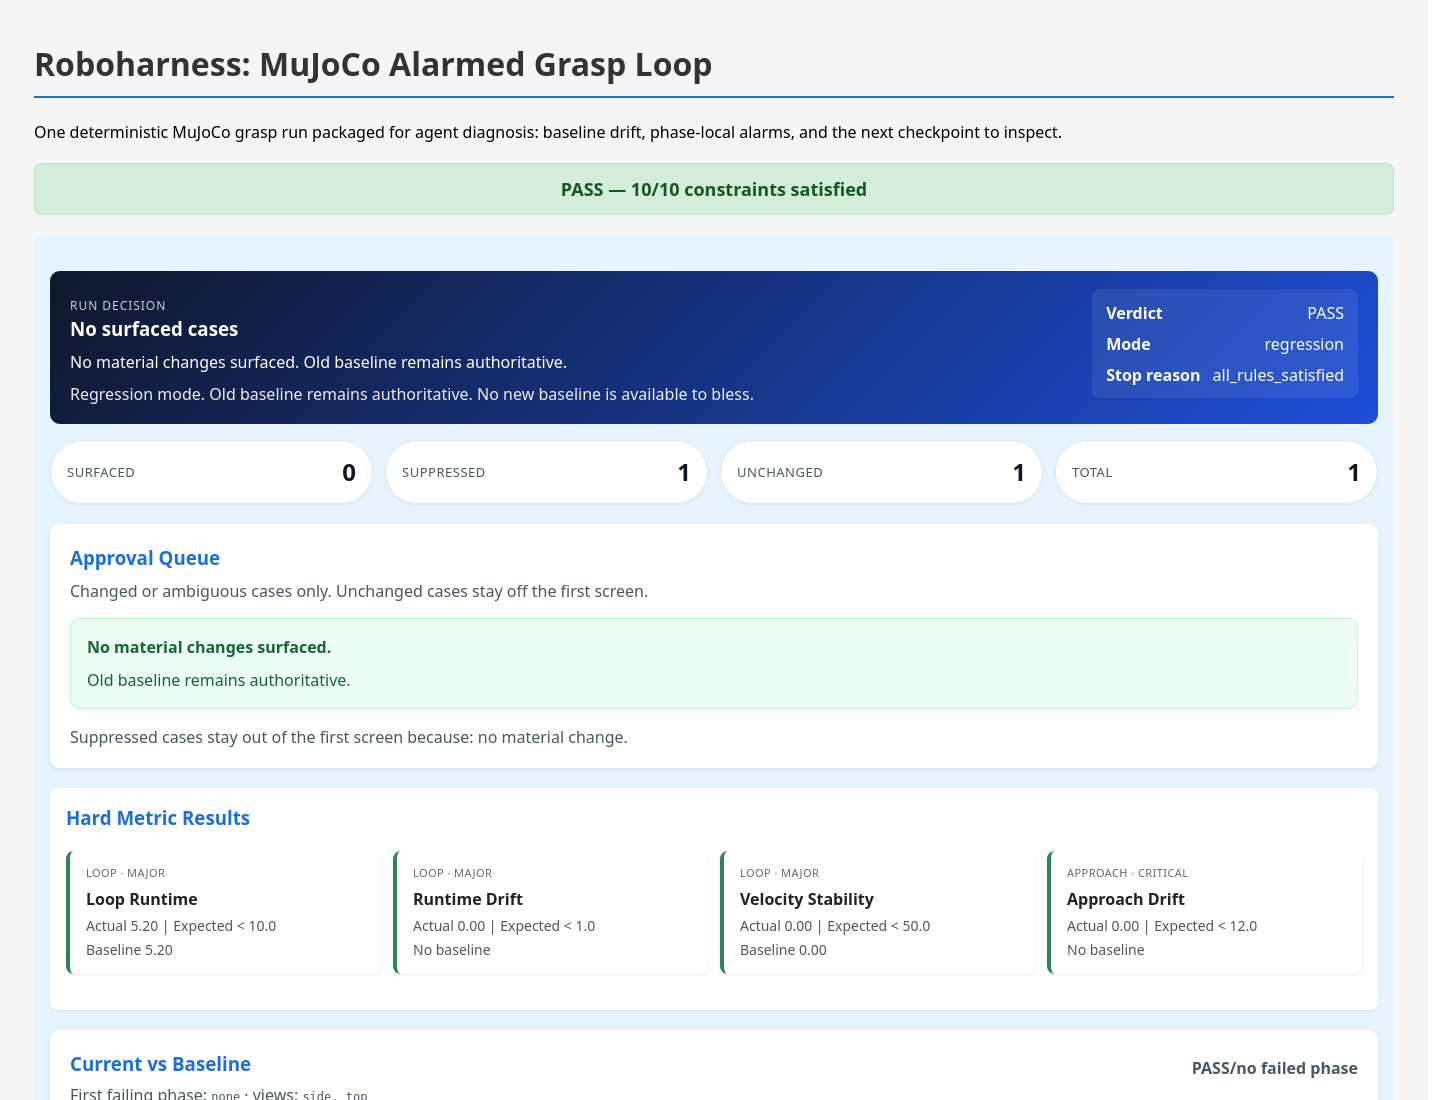 Roboharness: MuJoCo Alarmed Grasp Loop
One deterministic MuJoCo grasp run packaged for agent diagnosis: baseline drift, phase-local alarms, and the next checkpoint to inspect.
PASS — 10/10 constraints satisfied
RUN DECISION
No surfaced cases
No material changes surfaced. Old baseline remains authoritative.
Regression mode. Old baseline remains authoritative. No new baseline is available to bless.
Verdict PASS
Mode regression
Stop reason all_rules_satisfied
SURFACED 0
SUPPRESSED 1
UNCHANGED 1
TOTAL 1
Approval Queue
Changed or ambiguous cases only. Unchanged cases stay off the first screen.
No material changes surfaced.
Old baseline remains authoritative.
Suppressed cases stay out of the first screen because: no material change.
Hard Metric Results
LOOP · MAJOR
Loop Runtime
Actual 5.20 | Expected < 10.0
Baseline 5.20
LOOP · MAJOR
Runtime Drift
Actual 0.00 | Expected < 1.0
No baseline
LOOP · MAJOR
Velocity Stability
Actual 0.00 | Expected < 50.0
Baseline 0.00
APPROACH · CRITICAL
Approach Drift
Actual 0.00 | Expected < 12.0
No baseline
Current vs Baseline
PASS/no failed phase
First failing phase: none · views: side, top